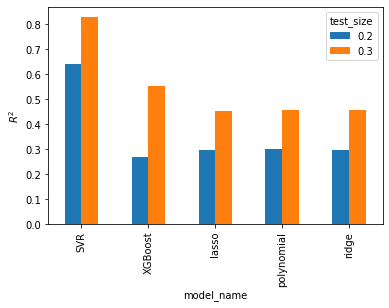 test_size
0.2
0.3
R²
0.8
0.7
0.6
0.5
0.4
0.3
0.2
0.1
0.0
SVR
XGBoost
lasso
polynomial
ridge
model_name